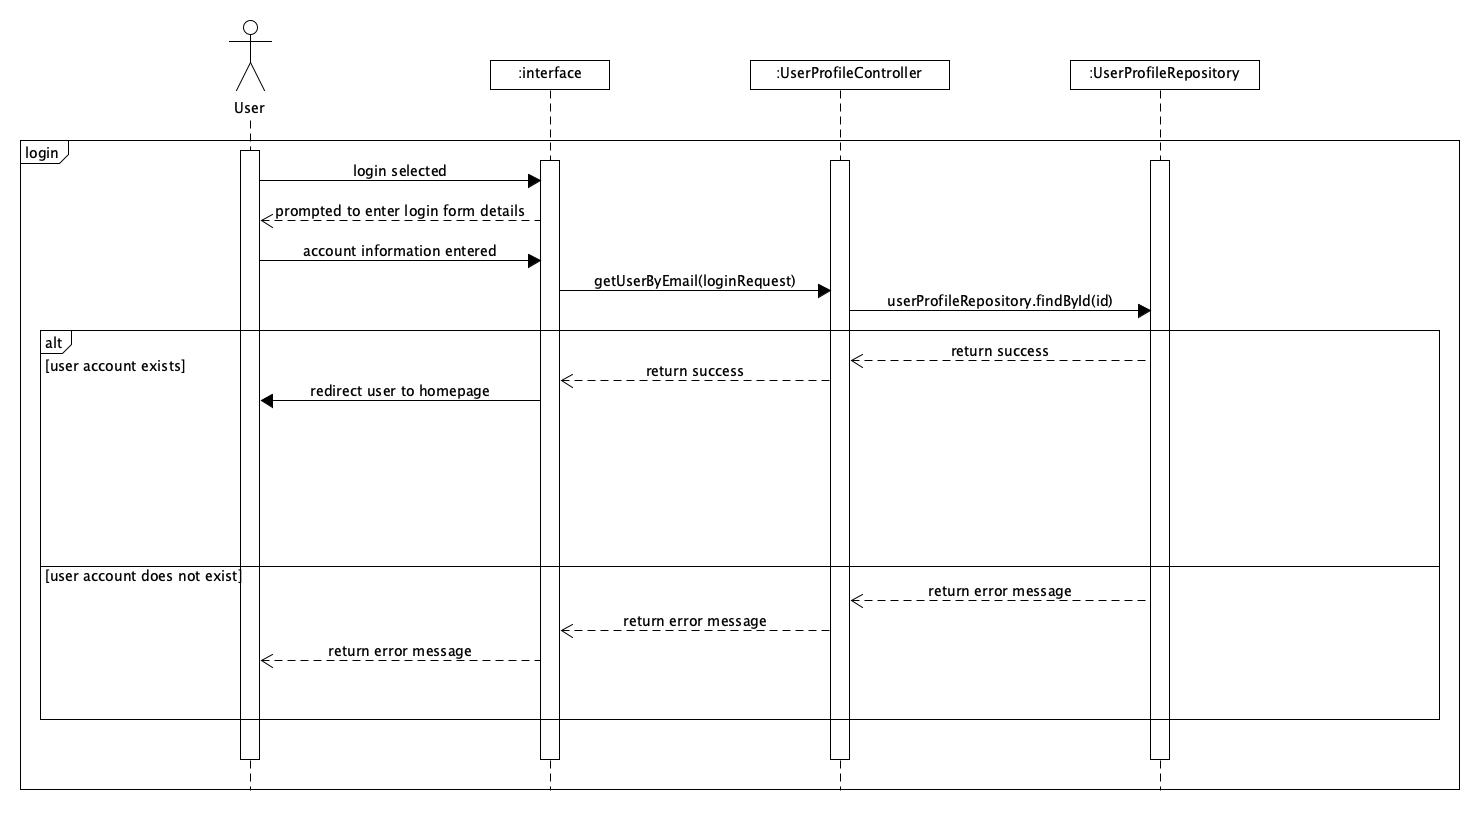 User
:interface
:UserProfileController
:UserProfileRepository
login
login selected
prompted to enter login form details
account information entered
getUserByEmail(loginRequest)
userProfileRepository.findById(id)
alt
[user account exists]
return success
return success
redirect user to homepage
[user account does not exist]
return error message
return error message
return error message